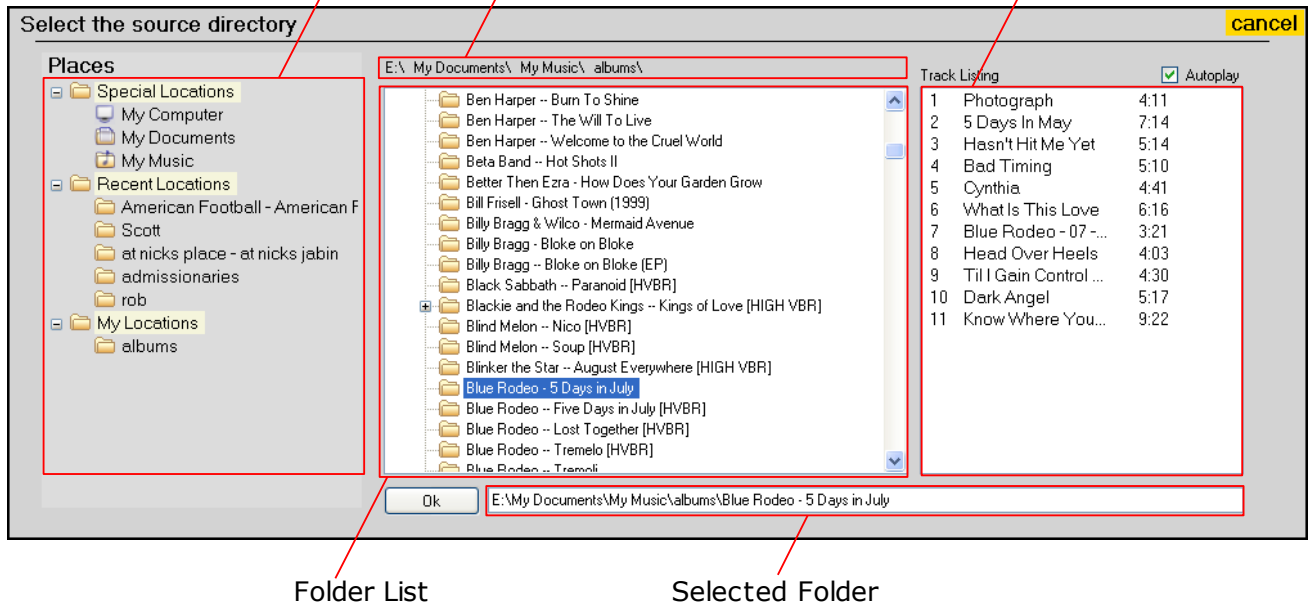 Select the source directory
cancel
Places
Special Locations
My Computer
My Documents
My Music
Recent Locations
American Football - American F
Scott
at nicks place - at nicks jabin
admissionaries
rob
My Locations
albums
E:\ My Documents\ My Music\ albums\
Ben Harper -- Burn To Shine
Ben Harper -- The Will To Live
Ben Harper -- Welcome to the Cruel World
Beta Band -- Hot Shots II
Better Then Ezra - How Does Your Garden Grow
Bill Frisell - Ghost Town (1999)
Billy Bragg & Wilco - Mermaid Avenue
Billy Bragg - Bloke on Bloke
Billy Bragg -- Bloke on Bloke (EP)
Black Sabbath -- Paranoid [HVBR]
Blackie and the Rodeo Kings -- Kings of Love [HIGH VBR]
Blind Melon -- Nico [HVBR]
Blind Melon -- Soup [HVBR]
Blinker the Star -- August Everywhere [HIGH VBR]
Blue Rodeo - 5 Days in July
Blue Rodeo -- Five Days in July [HVBR]
Blue Rodeo -- Lost Together [HVBR]
Blue Rodeo -- Tremelo [HVBR]
Blue Rodeo -- Tremoli
Track Listing Autoplay
1 Photograph 4:11
2 5 Days In May 7:14
3 Hasn't Hit Me Yet 5:14
4 Bad Timing 5:10
5 Cynthia 4:41
6 What Is This Love 6:16
7 Blue Rodeo - 07 -... 3:21
8 Head Over Heels 4:03
9 Til I Gain Control ... 4:30
10 Dark Angel 5:17
11 Know Where You... 9:22
Ok
E:\My Documents\My Music\albums\Blue Rodeo - 5 Days in July
Folder List
Selected Folder